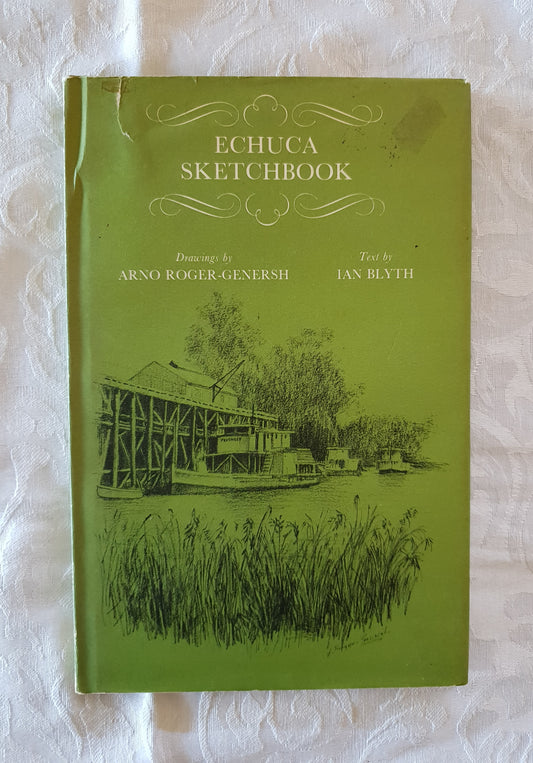 ECHUCA
SKETCHBOOK
Drawings by
ARNO ROGER-GENERSH
Text by
IAN BLYTH